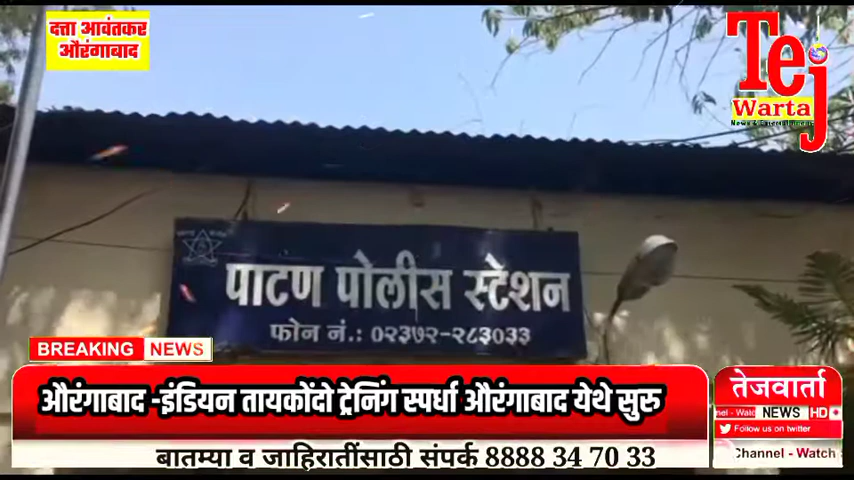 दत्ता आवंतकर
औरंगाबाद
Tej
Warta
पाटण पोलीस स्टेशन
फोन नं.: ०२३७२-२८३०३३
BREAKING NEWS
औरंगाबाद -इंडियन तायकोंदो ट्रेनिंग स्पर्धा औरंगाबाद येथे सुरु
तेजवार्ता
NEWS HD
Follow us on twitter
Channel - Watch
बातम्या व जाहिरातींसाठी संपर्क 8888 34 70 33